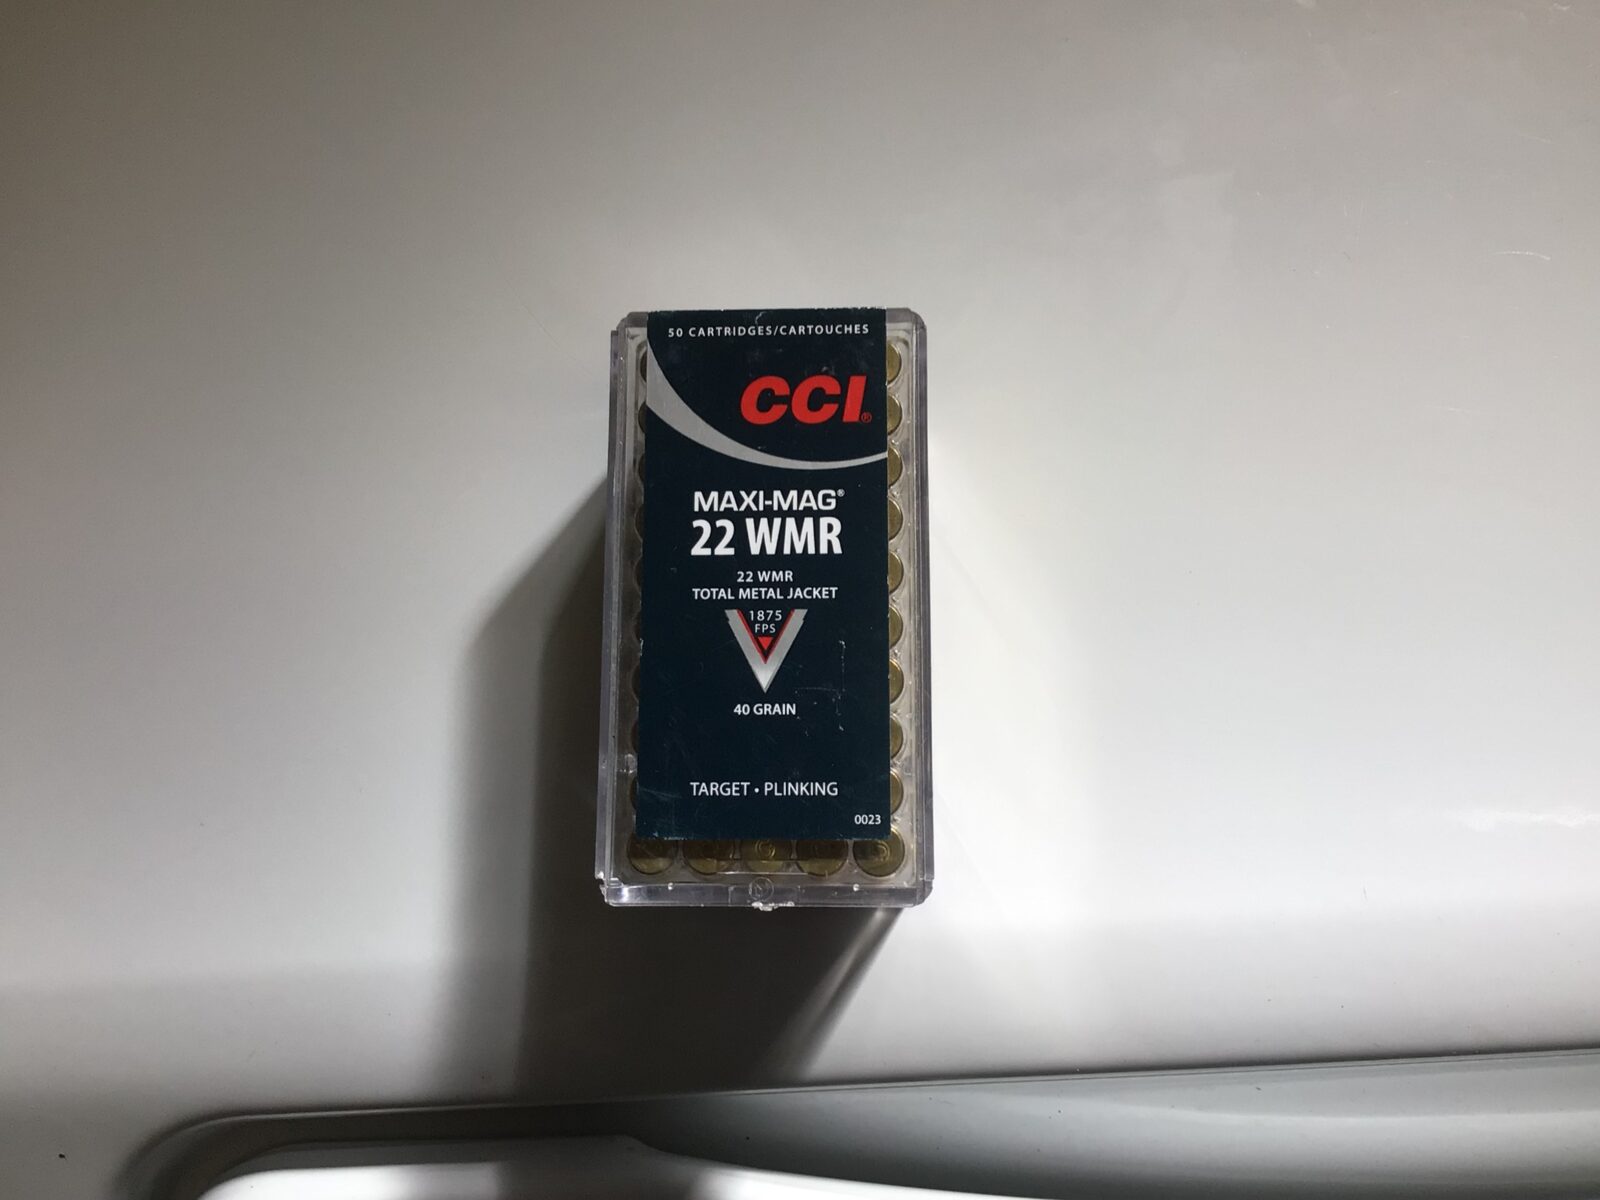 50 CARTRIDGES/CARTOUCHES
CCI®
MAXI-MAG®
22 WMR
22 WMR
TOTAL METAL JACKET
1875
FPS
40 GRAIN
TARGET • PLINKING
0023